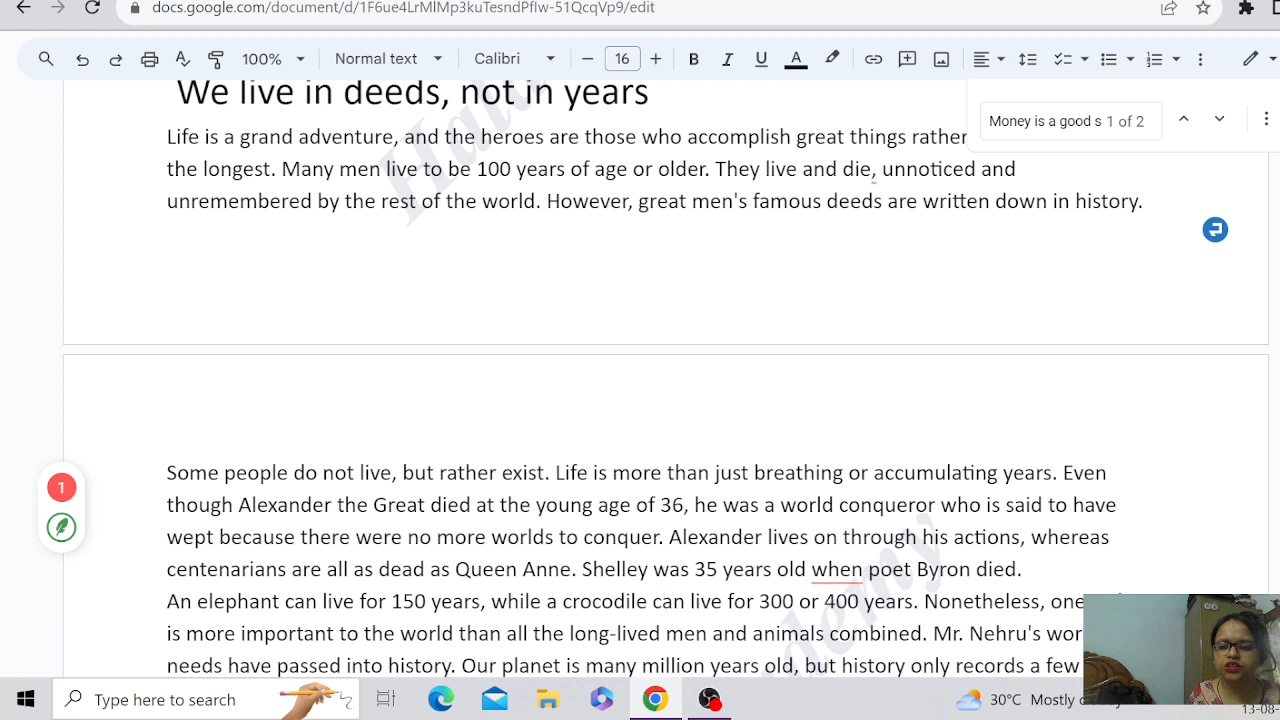 docs.google.com/document/d/1F6ue4LrMlMp3kuTesndPflw-51QcqVp9/edit
100% Normal text Calibri 16 B I U A
We live in deeds, not in years
Money is a good s 1 of 2
Life is a grand adventure, and the heroes are those who accomplish great things rather
the longest. Many men live to be 100 years of age or older. They live and die, unnoticed and
unremembered by the rest of the world. However, great men's famous deeds are written down in history.
Some people do not live, but rather exist. Life is more than just breathing or accumulating years. Even
though Alexander the Great died at the young age of 36, he was a world conqueror who is said to have
wept because there were no more worlds to conquer. Alexander lives on through his actions, whereas
centenarians are all as dead as Queen Anne. Shelley was 35 years old when poet Byron died.
An elephant can live for 150 years, while a crocodile can live for 300 or 400 years. Nonetheless, one
is more important to the world than all the long-lived men and animals combined. Mr. Nehru's
needs have passed into history. Our planet is many million years old, but history only records a few
1
Type here to search
30°C Mostly
13-08-